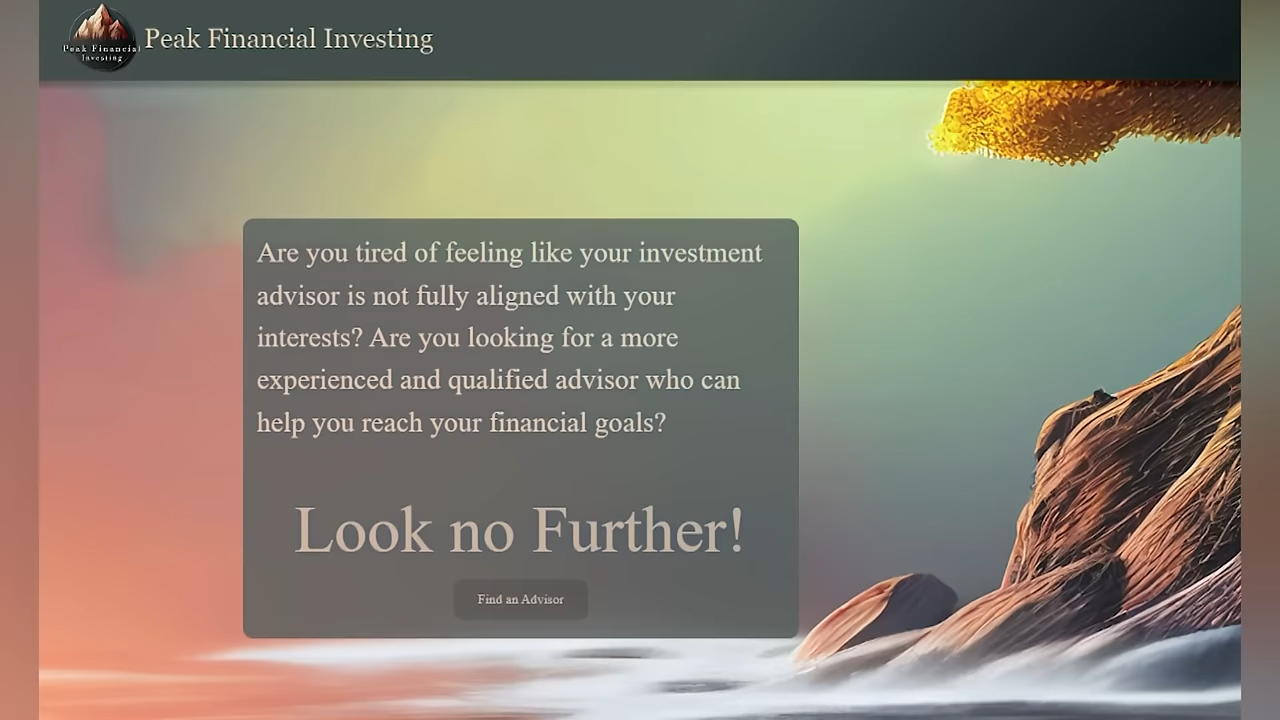 Peak Financial Investing
Peak Financial
Investing
Are you tired of feeling like your investment
advisor is not fully aligned with your
interests? Are you looking for a more
experienced and qualified advisor who can
help you reach your financial goals?
Look no Further!
Find an Advisor